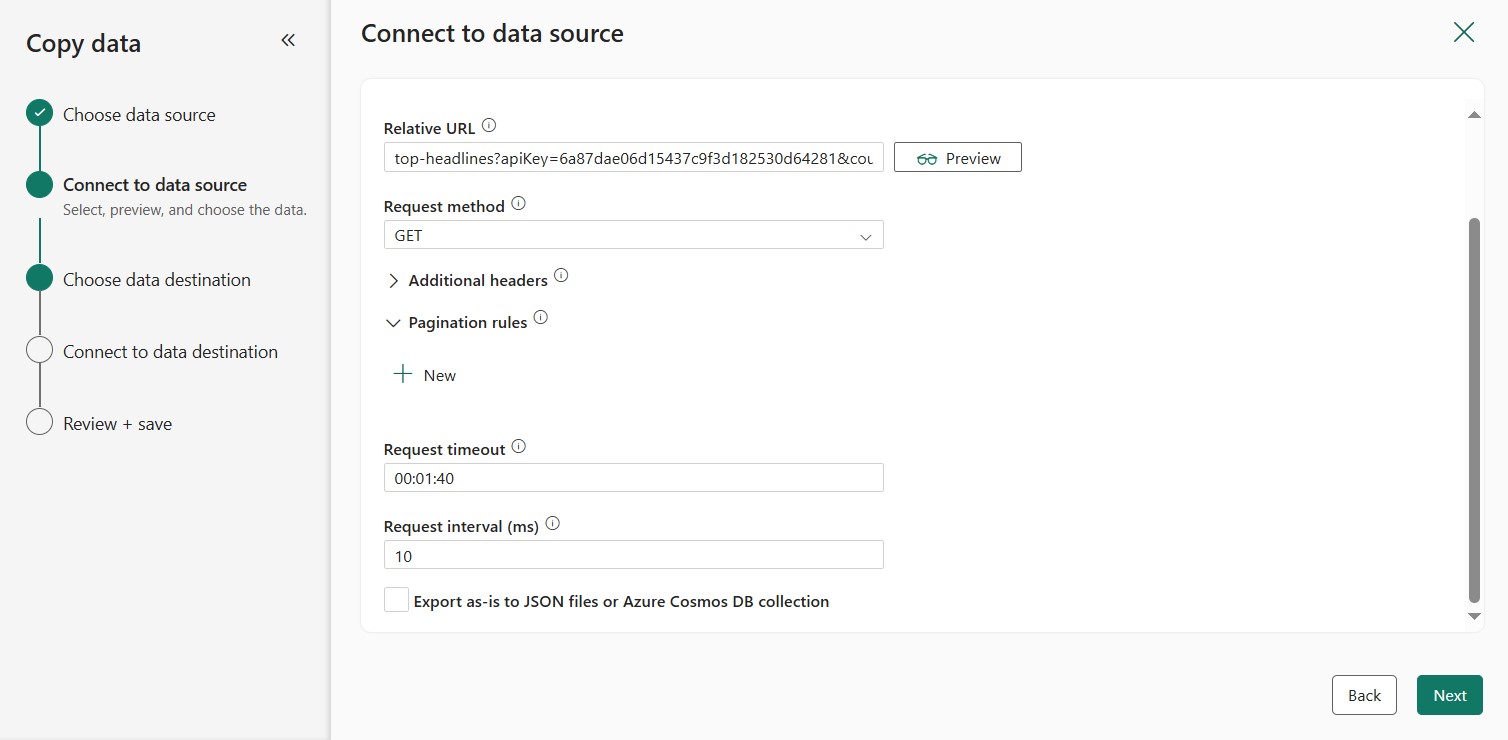 Copy data
Choose data source
Connect to data source
Select, preview, and choose the data.
Choose data destination
Connect to data destination
Review + save
Connect to data source
Relative URL
top-headlines?apiKey=6a87dae06d15437c9f3d182530d64281&cou
Preview
Request method
GET
Additional headers
Pagination rules
New
Request timeout
00:01:40
Request interval (ms)
10
Export as-is to JSON files or Azure Cosmos DB collection
Back
Next